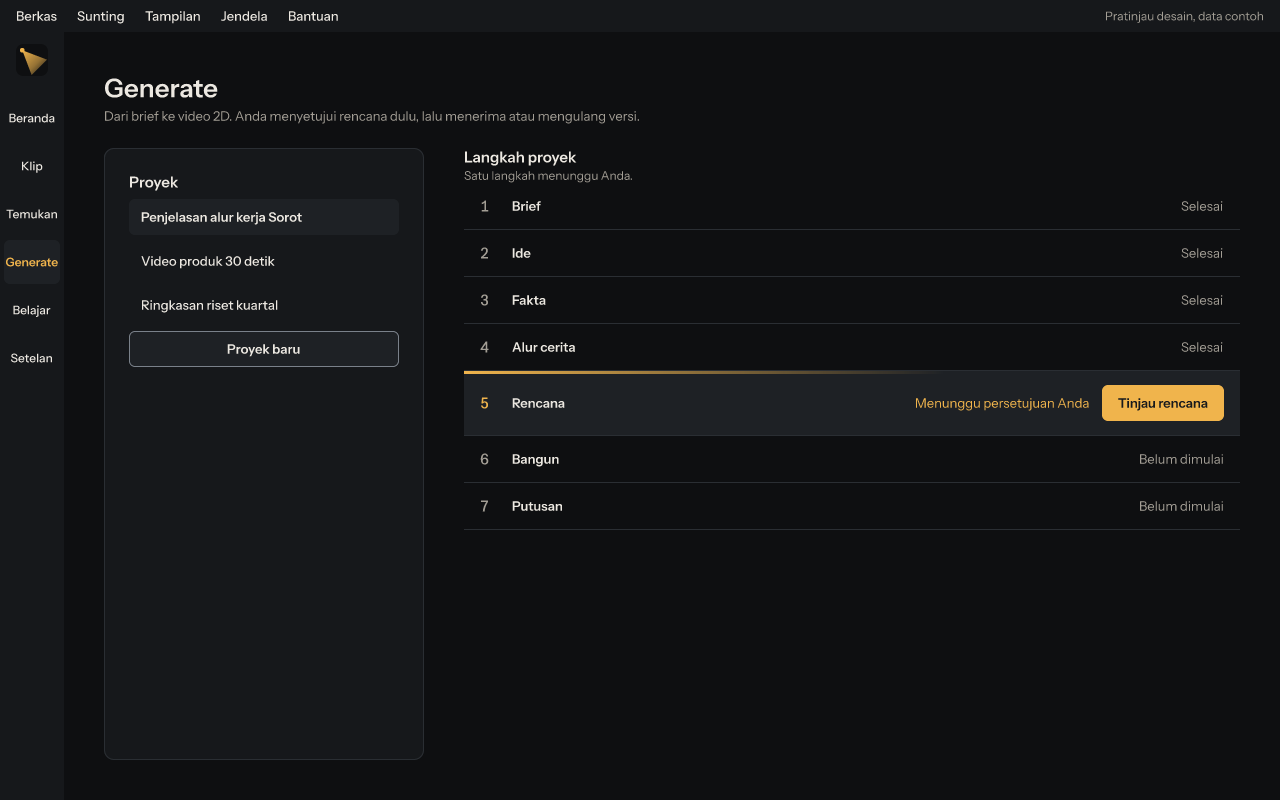 Berkas Sunting Tampilan Jendela Bantuan
Pratinjau desain, data contoh
Beranda
Klip
Temukan
Generate
Belajar
Setelan
Generate
Dari brief ke video 2D. Anda menyetujui rencana dulu, lalu menerima atau mengulang versi.
Proyek
Penjelasan alur kerja Sorot
Video produk 30 detik
Ringkasan riset kuartal
Proyek baru
Langkah proyek
Satu langkah menunggu Anda.
1 Brief Selesai
2 Ide Selesai
3 Fakta Selesai
4 Alur cerita Selesai
5 Rencana Menunggu persetujuan Anda Tinjau rencana
6 Bangun Belum dimulai
7 Putusan Belum dimulai